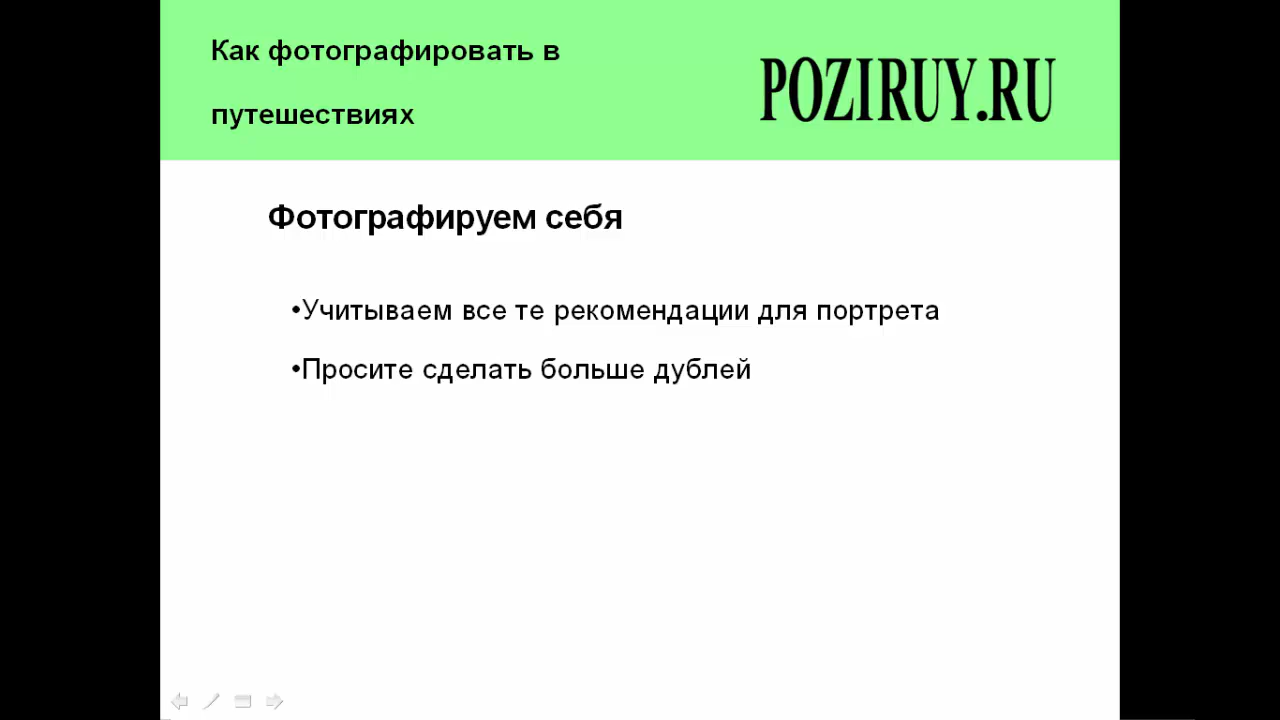 Как фотографировать в
путешествиях
POZIRUY.RU
Фотографируем себя
•Учитываем все те рекомендации для портрета
•Просите сделать больше дублей